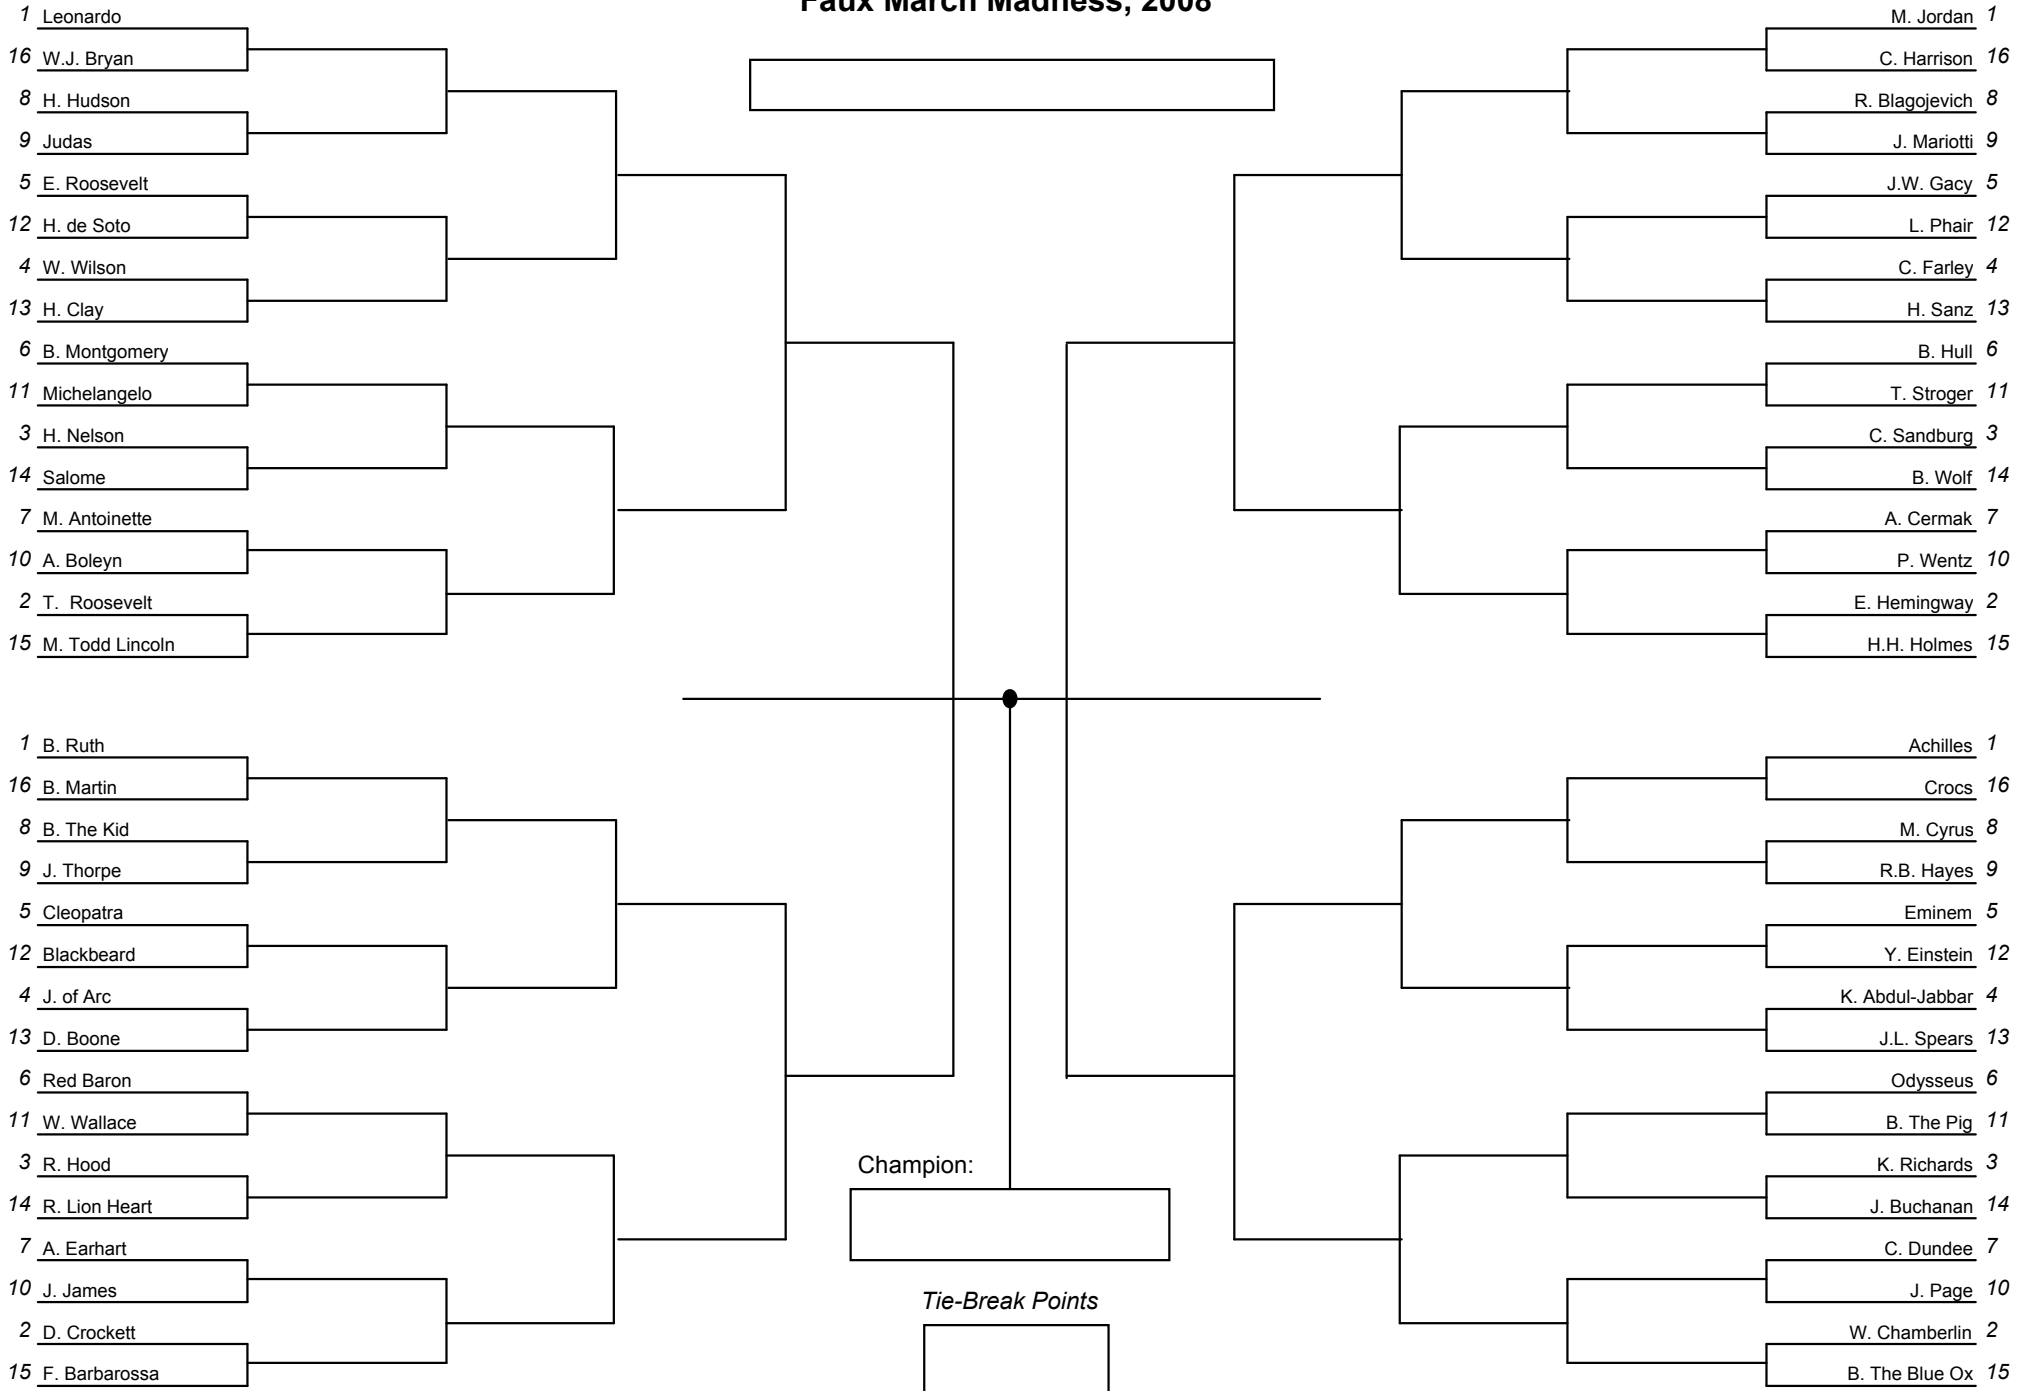 Faux March Madness, 2008
1 Leonardo
16 W.J. Bryan
8 H. Hudson
9 Judas
5 E. Roosevelt
12 H. de Soto
4 W. Wilson
13 H. Clay
6 B. Montgomery
11 Michelangelo
3 H. Nelson
14 Salome
7 M. Antoinette
10 A. Boleyn
2 T. Roosevelt
15 M. Todd Lincoln
1 B. Ruth
16 B. Martin
8 B. The Kid
9 J. Thorpe
5 Cleopatra
12 Blackbeard
4 J. of Arc
13 D. Boone
6 Red Baron
11 W. Wallace
3 R. Hood
14 R. Lion Heart
7 A. Earhart
10 J. James
2 D. Crockett
15 F. Barbarossa
Champion:
Tie-Break Points
M. Jordan 1
C. Harrison 16
R. Blagojevich 8
J. Mariotti 9
J.W. Gacy 5
L. Phair 12
C. Farley 4
H. Sanz 13
B. Hull 6
T. Stroger 11
C. Sandburg 3
B. Wolf 14
A. Cermak 7
P. Wentz 10
E. Hemingway 2
H.H. Holmes 15
Achilles 1
Crocs 16
M. Cyrus 8
R.B. Hayes 9
Eminem 5
Y. Einstein 12
K. Abdul-Jabbar 4
J.L. Spears 13
Odysseus 6
B. The Pig 11
K. Richards 3
J. Buchanan 14
C. Dundee 7
J. Page 10
W. Chamberlin 2
B. The Blue Ox 15